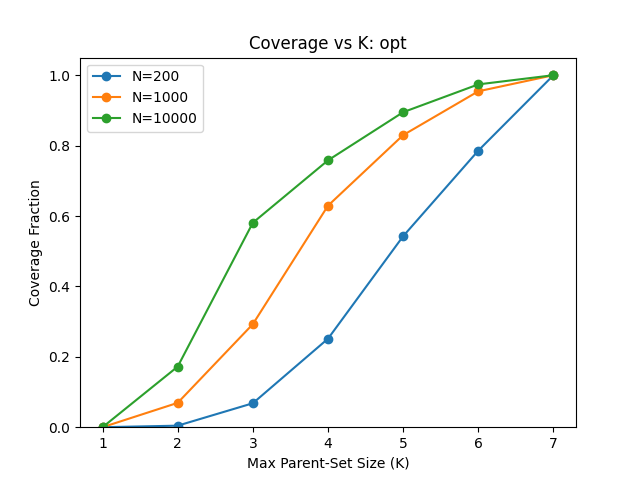 Coverage vs K: opt
N=200
N=1000
N=10000
Coverage Fraction
1.0
0.8
0.6
0.4
0.2
0.0
1 2 3 4 5 6 7
Max Parent-Set Size (K)